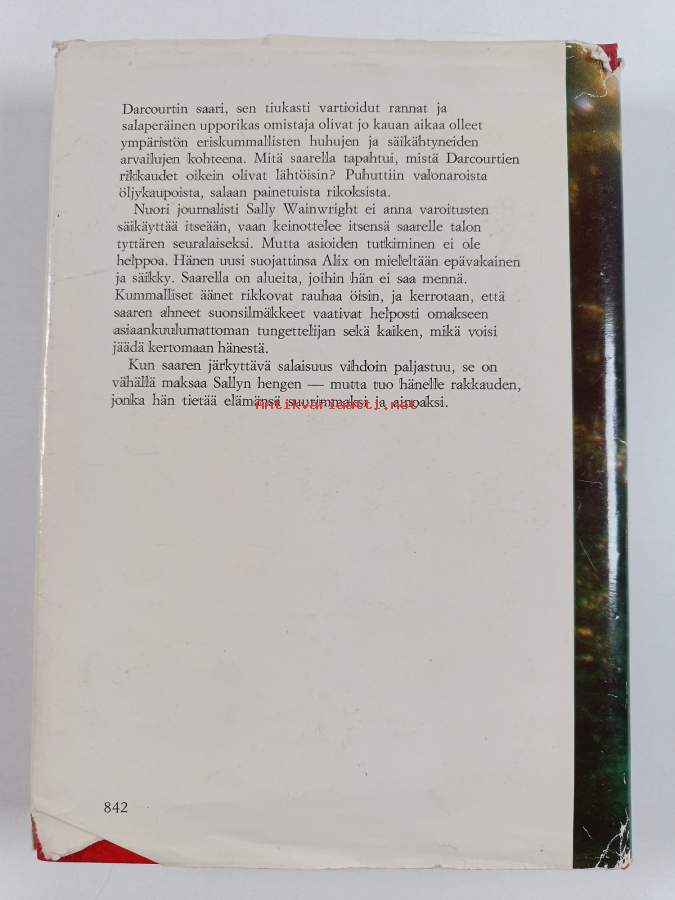 Darcourtin saari, sen tiukasti vartioidut rannat ja
salaperäinen upporikas omistaja olivat jo kauan aikaa olleet
ympäristön eriskummallisten huhujen ja säikähtyneiden
arvailujen kohteena. Mitä saarella tapahtui, mistä Darcourtien
rikkaudet oikein olivat lähtöisin? Puhuttiin valonaroista
öljykaupoista, salaan painetuista rikoksista.
Nuori journalisti Sally Wainwright ei anna varoitusten
säikäyttää itseään, vaan keinottelee itsensä saarelle talon
tyttären seuralaiseksi. Mutta asioiden tutkiminen ei ole
helppoa. Hänen uusi suojattinsa Alix on mieleltään epävakainen
ja säikky. Saarella on alueita, joihin hän ei saa mennä.
Kummalliset äänet rikkovat rauhaa öisin, ja kerrotaan, että
saaren ahneet suonsilmäkkeet vaativat helposti omakseen
asiaankuulumattoman tungettelijan sekä kaiken, mikä voisi
jäädä kertomaan hänestä.
Kun saaren järkyttävä salaisuus vihdoin paljastuu, se on
vähällä maksaa Sallyn hengen — mutta tuo hänelle rakkauden,
jonka hän tietää elämänsä suurimmaksi ja ainoaksi.
Antikvariaatti.net
842